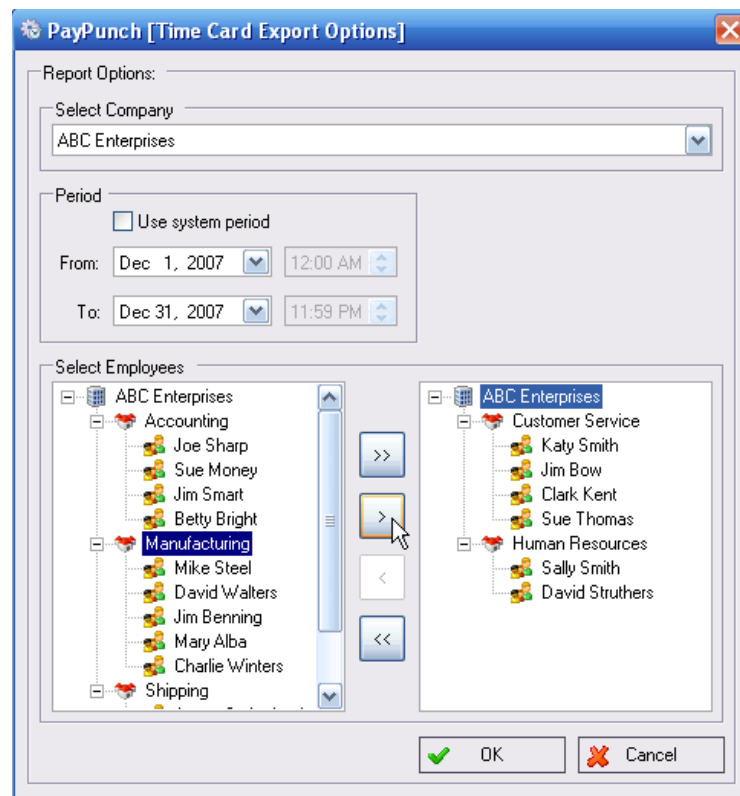 PayPunch [Time Card Export Options]
Report Options:
Select Company
ABC Enterprises
Period
Use system period
From: Dec 1, 2007 12:00 AM
To: Dec 31, 2007 11:59 PM
Select Employees
ABC Enterprises
Accounting
Joe Sharp
Sue Money
Jim Smart
Betty Bright
Manufacturing
Mike Steel
David Walters
Jim Benning
Mary Alba
Charlie Winters
Shipping
>>
>
<
<<
ABC Enterprises
Customer Service
Katy Smith
Jim Bow
Clark Kent
Sue Thomas
Human Resources
Sally Smith
David Struthers
OK Cancel